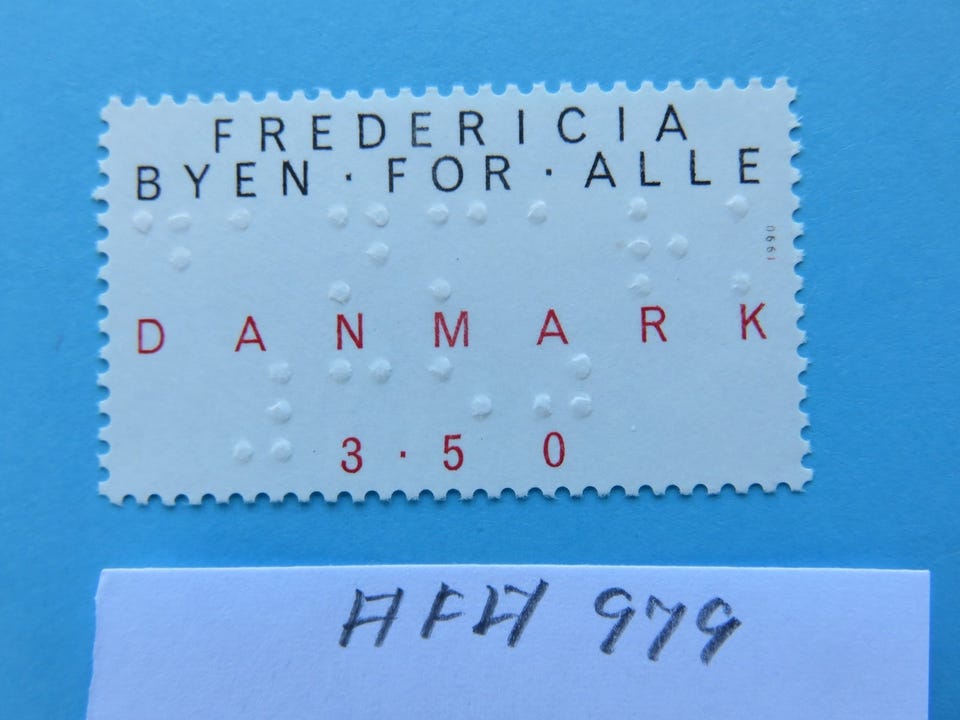 FREDERICIA
BYEN · FOR · ALLE
1990
⠙⠁⠝⠍⠁⠗⠅
DANMARK
⠼⠉⠑⠚
3·50
AFA 979